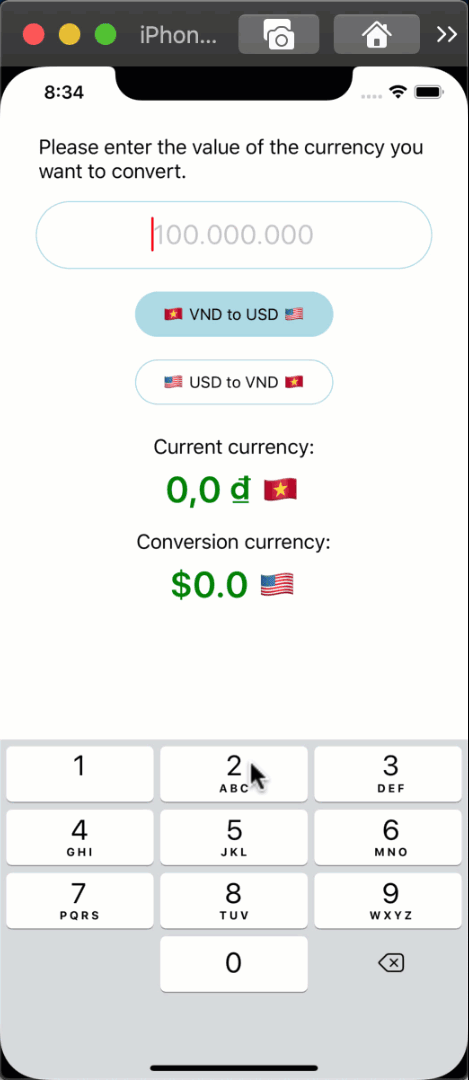 iPhon...
8:34
Please enter the value of the currency you
want to convert.
100.000.000
VND to USD
USD to VND
Current currency:
0,0 ₫
Conversion currency:
$0.0
1
2
ABC
3
DEF
4
GHI
5
JKL
6
MNO
7
PQRS
8
TUV
9
WXYZ
0